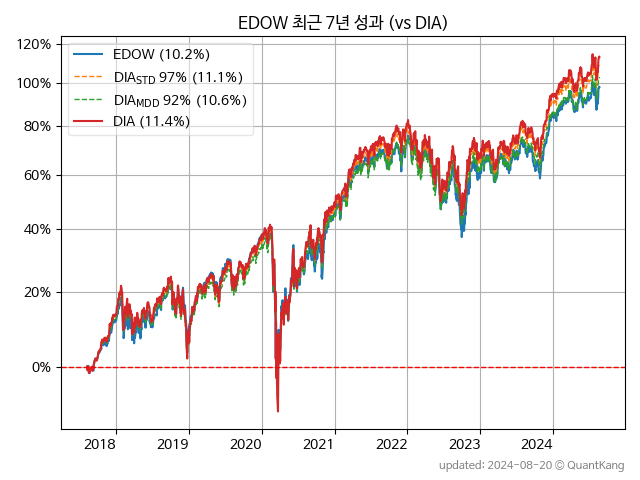 EDOW 최근 7년 성과 (vs DIA)
120%
100%
80%
60%
40%
20%
0%
EDOW (10.2%)
DIASTD 97% (11.1%)
DIAMDD 92% (10.6%)
DIA (11.4%)
2018 2019 2020 2021 2022 2023 2024
updated: 2024-08-20 © QuantKang